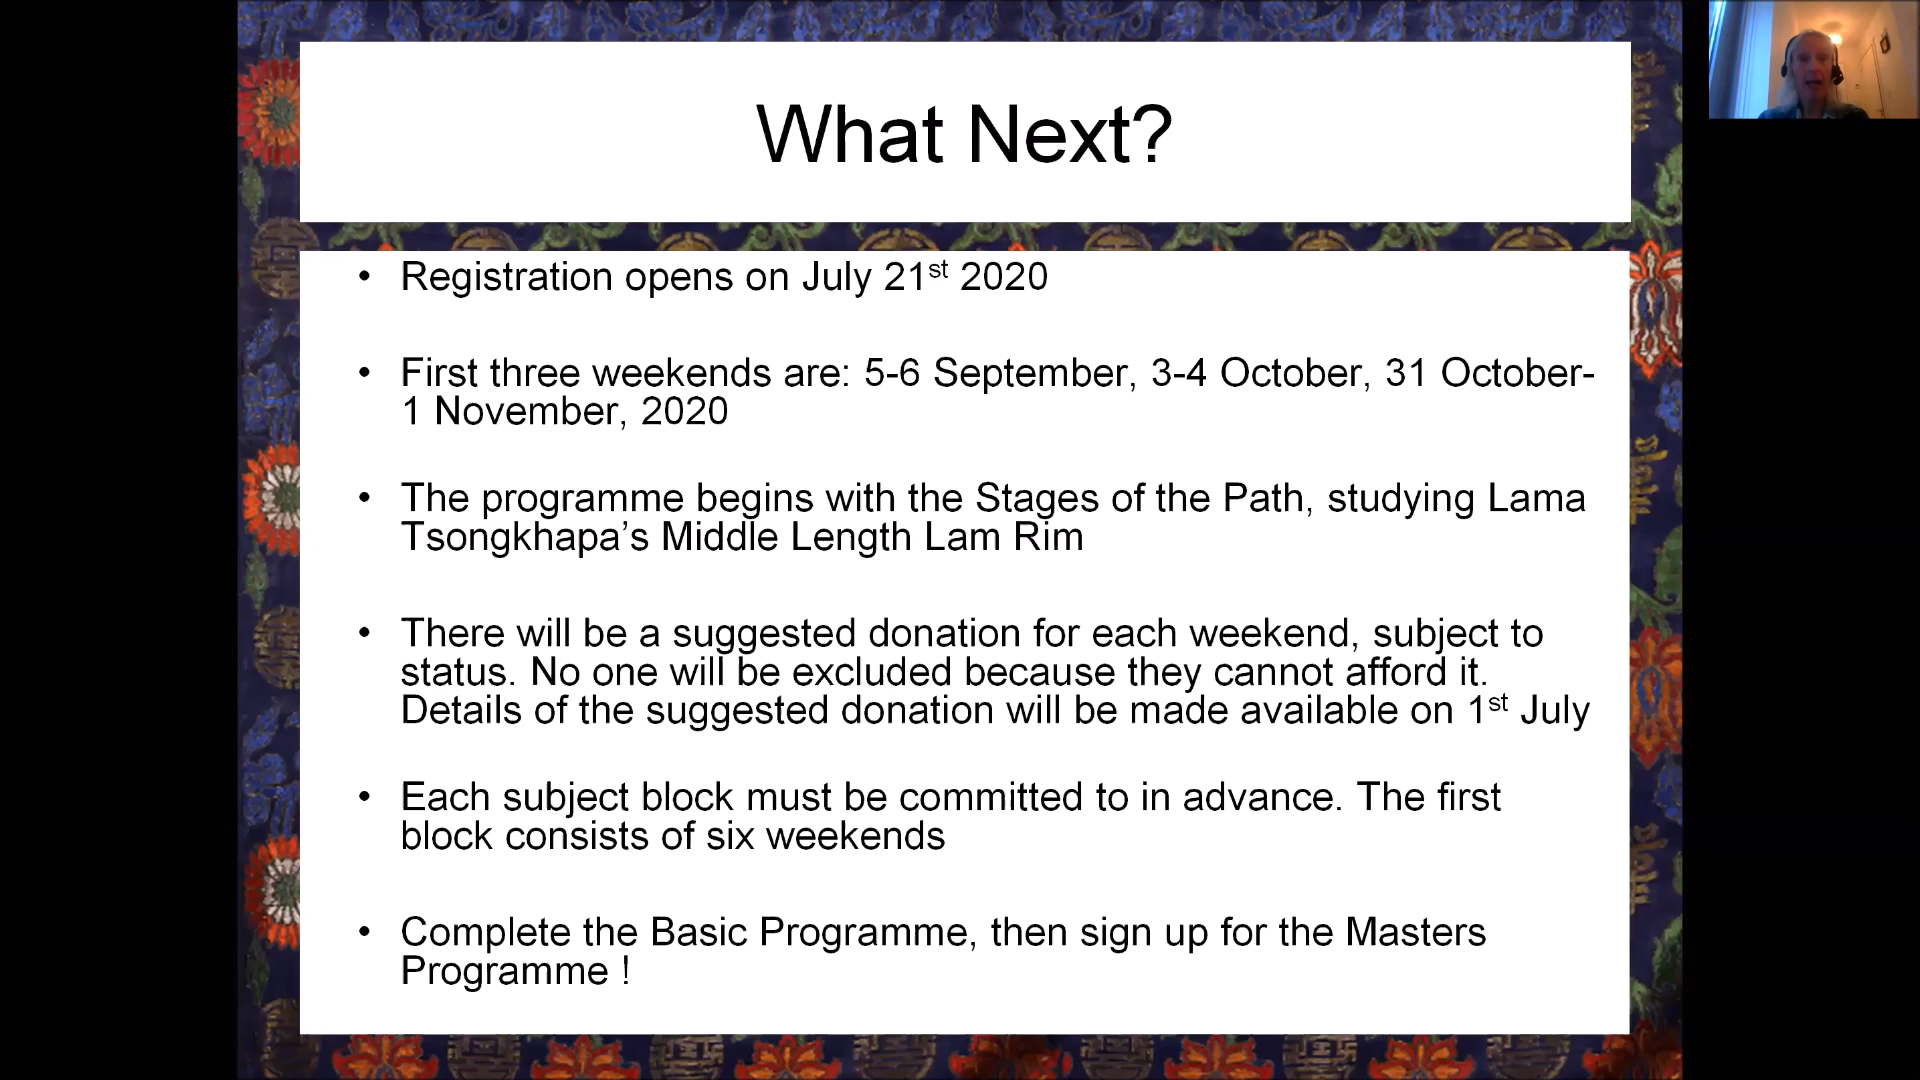 What Next?
• Registration opens on July 21st 2020
• First three weekends are: 5-6 September, 3-4 October, 31 October-
1 November, 2020
• The programme begins with the Stages of the Path, studying Lama
Tsongkhapa’s Middle Length Lam Rim
• There will be a suggested donation for each weekend, subject to
status. No one will be excluded because they cannot afford it.
Details of the suggested donation will be made available on 1st July
• Each subject block must be committed to in advance. The first
block consists of six weekends
• Complete the Basic Programme, then sign up for the Masters
Programme !